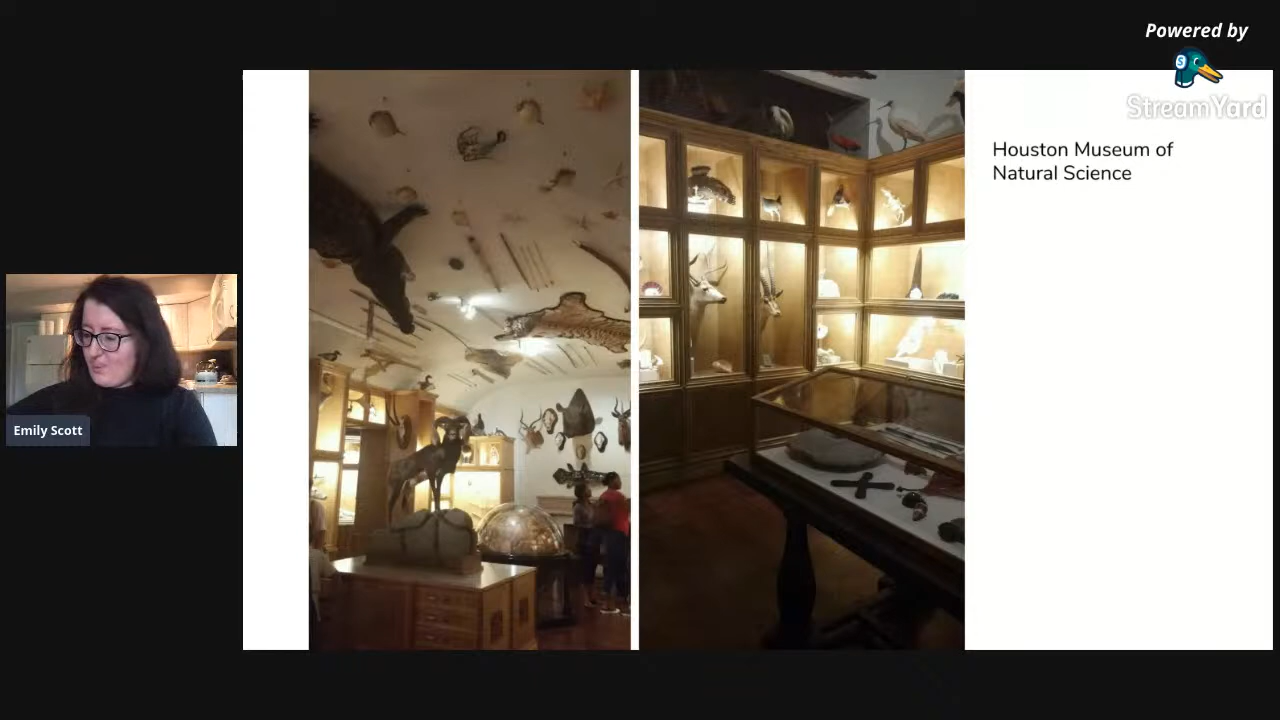 Powered by
StreamYard
Houston Museum of
Natural Science
Emily Scott